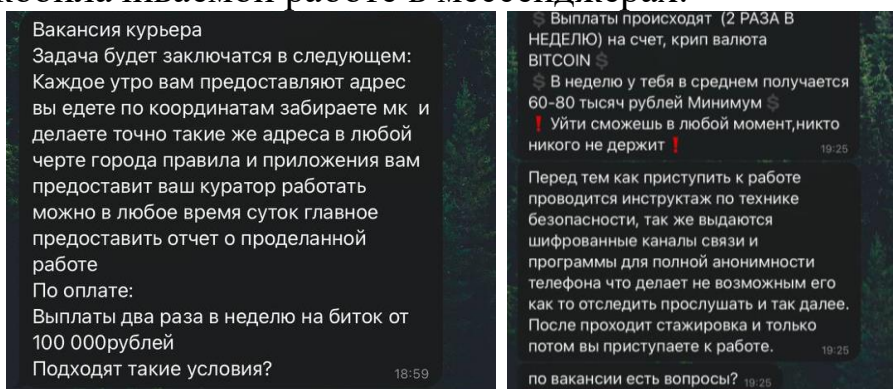 Вакансия курьера
Задача будет заключатся в следующем:
Каждое утро вам предоставляют адрес
вы едете по координатам забираете мк и
делаете точно такие же адреса в любой
черте города правила и приложения вам
предоставит ваш куратор работать
можно в любое время суток главное
предоставить отчет о проделанной
работе
По оплате:
Выплаты два раза в неделю на биток от
100 000рублей
Подходят такие условия?
18:59
$ Выплаты происходят (2 РАЗА В
НЕДЕЛЮ) на счет, крип валюта
BITCOIN $
$ В неделю у тебя в среднем получается
60-80 тысяч рублей Минимум $
❗ Уйти сможешь в любой момент,никто
никого не держит ❗
19:25
Перед тем как приступить к работе
проводится инструктаж по технике
безопасности, так же выдаются
шифрованные каналы связи и
программы для полной анонимности
телефона что делает не возможным его
как то отследить прослушать и так далее.
После проходит стажировка и только
потом вы приступаете к работе.
19:25
по вакансии есть вопросы?
19:25